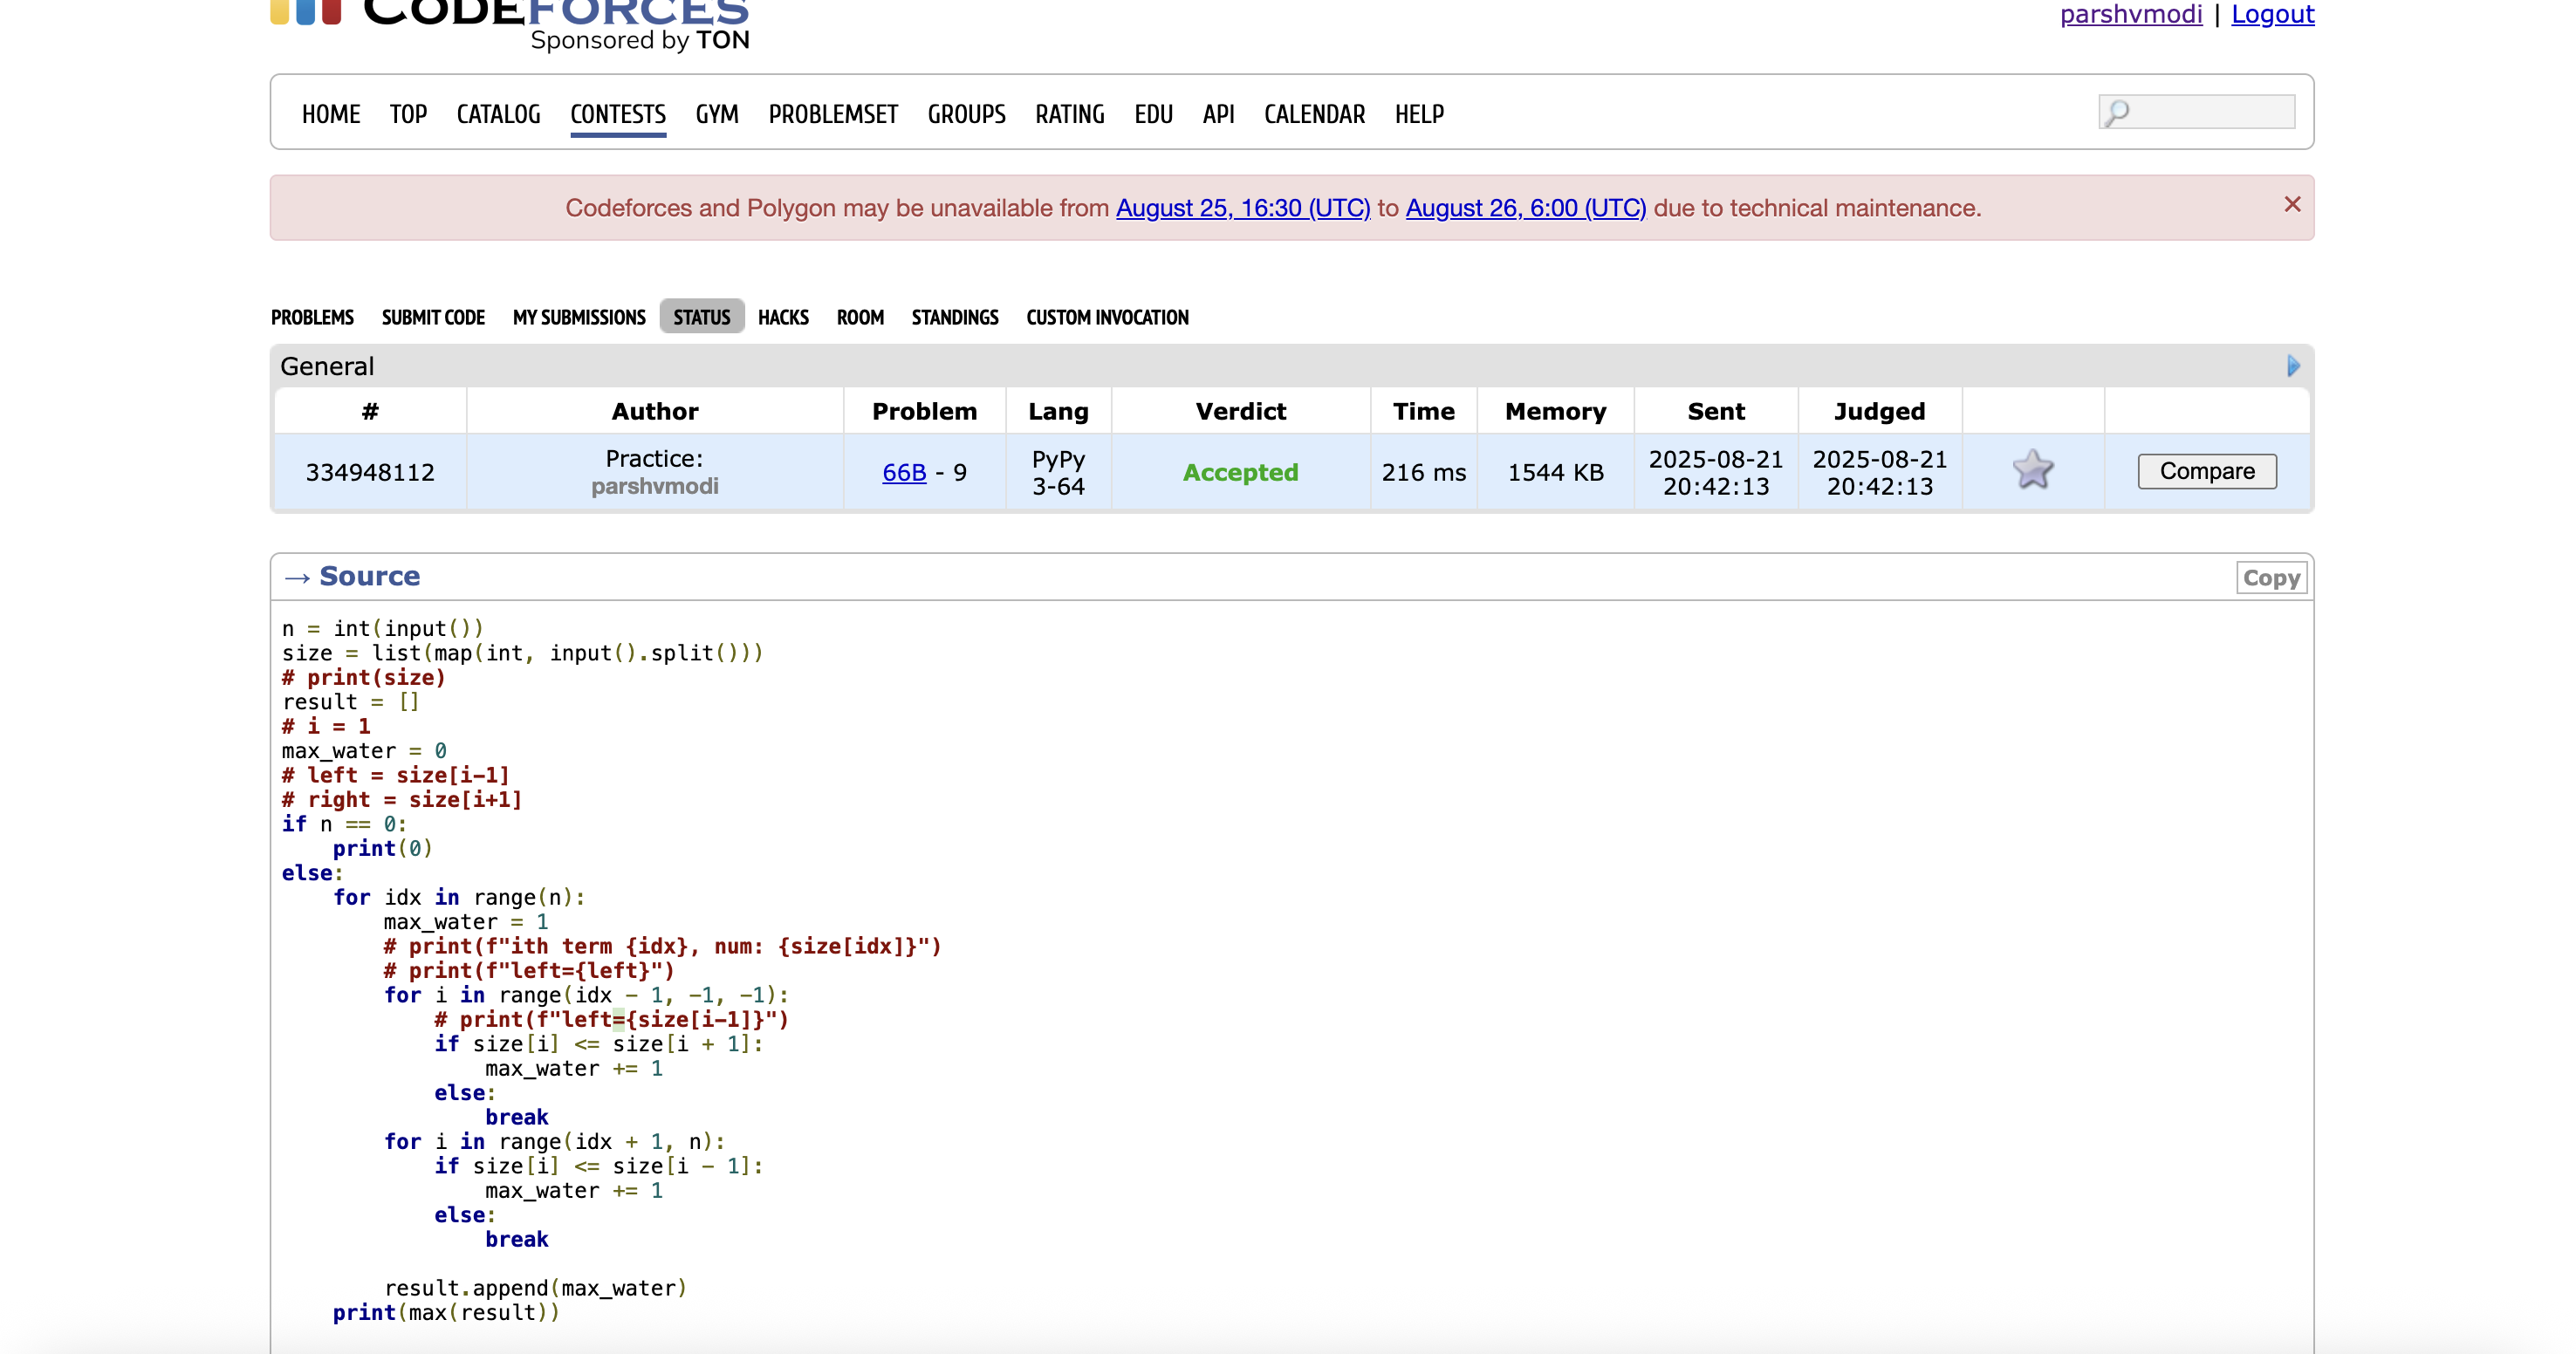 CODEFORCES
Sponsored by TON
parshvmodi | Logout
HOME TOP CATALOG CONTESTS GYM PROBLEMSET GROUPS RATING EDU API CALENDAR HELP
Codeforces and Polygon may be unavailable from August 25, 16:30 (UTC) to August 26, 6:00 (UTC) due to technical maintenance.
×
PROBLEMS SUBMIT CODE MY SUBMISSIONS STATUS HACKS ROOM STANDINGS CUSTOM INVOCATION
General
# Author Problem Lang Verdict Time Memory Sent Judged
334948112 Practice: parshvmodi 66B - 9 PyPy 3-64 Accepted 216 ms 1544 KB 2025-08-21 20:42:13 2025-08-21 20:42:13 Compare
→ Source Copy
n = int(input())
size = list(map(int, input().split()))
# print(size)
result = []
# i = 1
max_water = 0
# left = size[i-1]
# right = size[i+1]
if n == 0:
    print(0)
else:
    for idx in range(n):
        max_water = 1
        # print(f"ith term {idx}, num: {size[idx]}")
        # print(f"left={left}")
        for i in range(idx - 1, -1, -1):
            # print(f"left={size[i-1]}")
            if size[i] <= size[i + 1]:
                max_water += 1
            else:
                break
        for i in range(idx + 1, n):
            if size[i] <= size[i - 1]:
                max_water += 1
            else:
                break
        result.append(max_water)
    print(max(result))